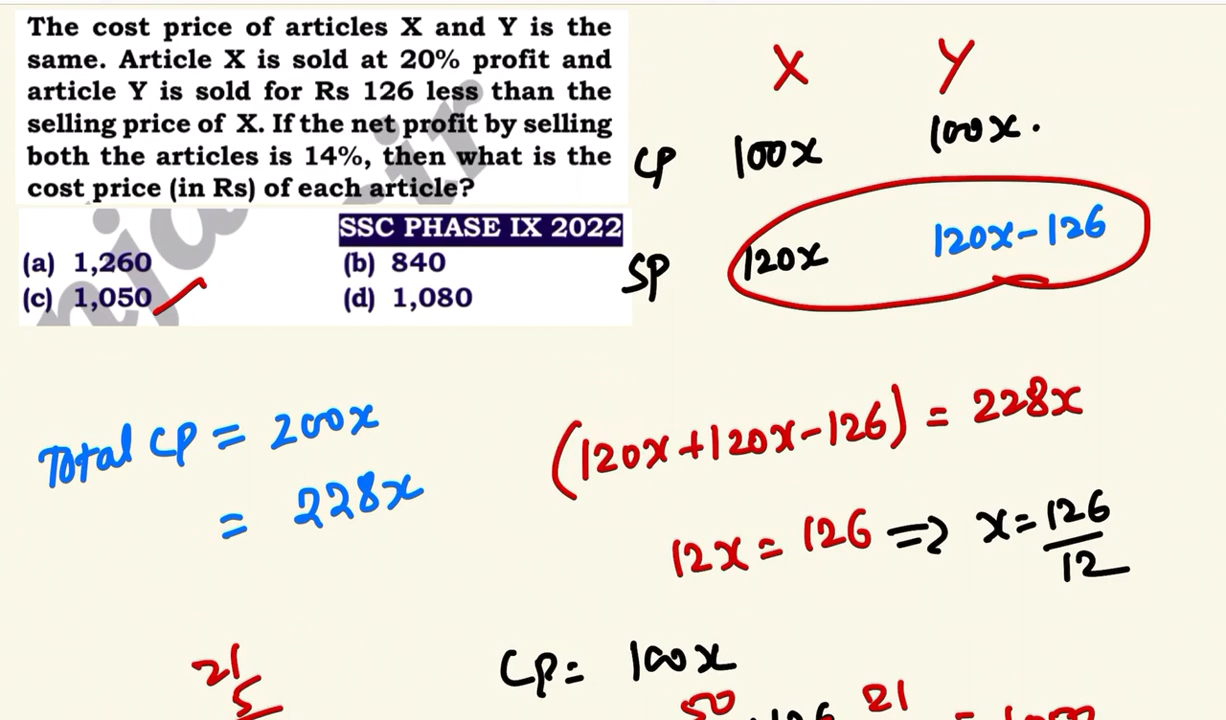 The cost price of articles X and Y is the
same. Article X is sold at 20% profit and
article Y is sold for Rs 126 less than the
selling price of X. If the net profit by selling
both the articles is 14%, then what is the
cost price (in Rs) of each article?
SSC PHASE IX 2022
(a) 1,260
(b) 840
(c) 1,050
(d) 1,080
X Y
CP 100x 100x.
SP 120x 120x-126
Total CP = 200x
= 228x
(120x+120x-126) = 228x
12x = 126 => x = 126/12
CP = 100x
21
5
50
21